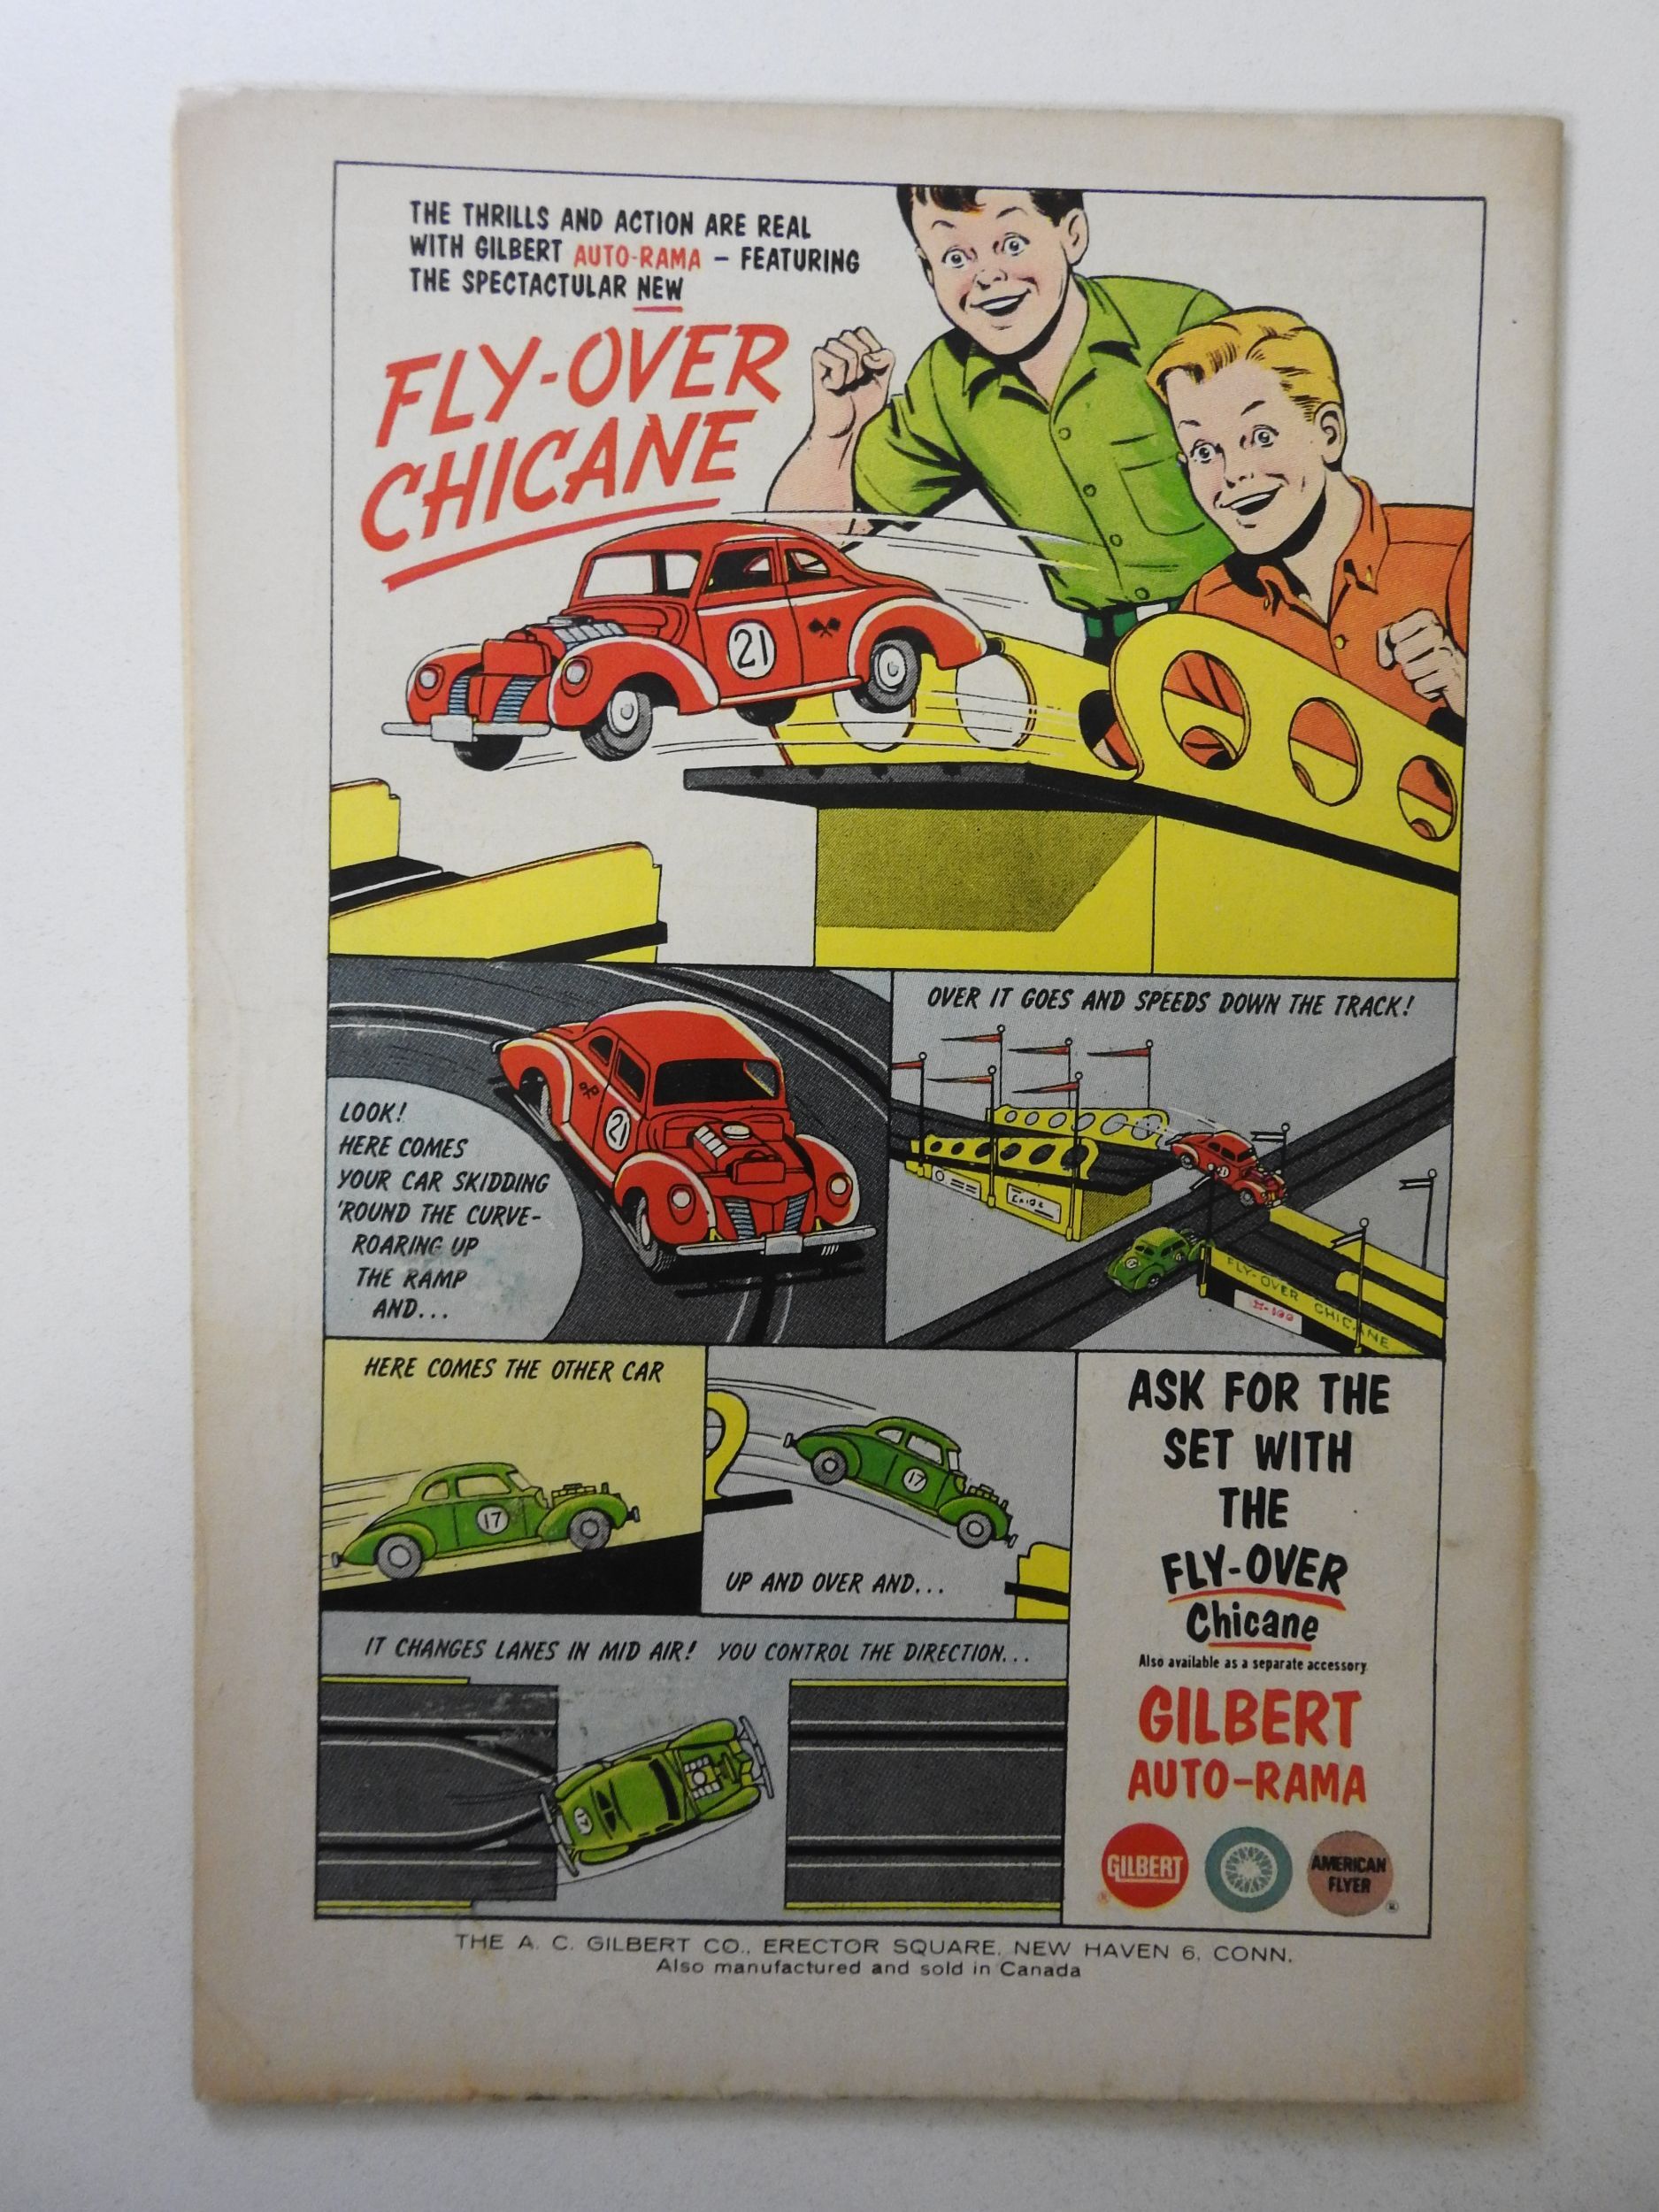 THE THRILLS AND ACTION ARE REAL
WITH GILBERT AUTO-RAMA – FEATURING
THE SPECTACTULAR NEW
FLY-OVER
CHICANE
21
LOOK!
HERE COMES
YOUR CAR SKIDDING
'ROUND THE CURVE-
ROARING UP
THE RAMP
AND...
21
OVER IT GOES AND SPEEDS DOWN THE TRACK!
21
FLY-OVER CHICANE
HERE COMES THE OTHER CAR
17
17
UP AND OVER AND...
IT CHANGES LANES IN MID AIR! YOU CONTROL THE DIRECTION...
17
ASK FOR THE
SET WITH
THE
FLY-OVER
Chicane
Also available as a separate accessory
GILBERT
AUTO-RAMA
GILBERT
®
AMERICAN
FLYER
®
THE A. C. GILBERT CO., ERECTOR SQUARE, NEW HAVEN 6, CONN.
Also manufactured and sold in Canada